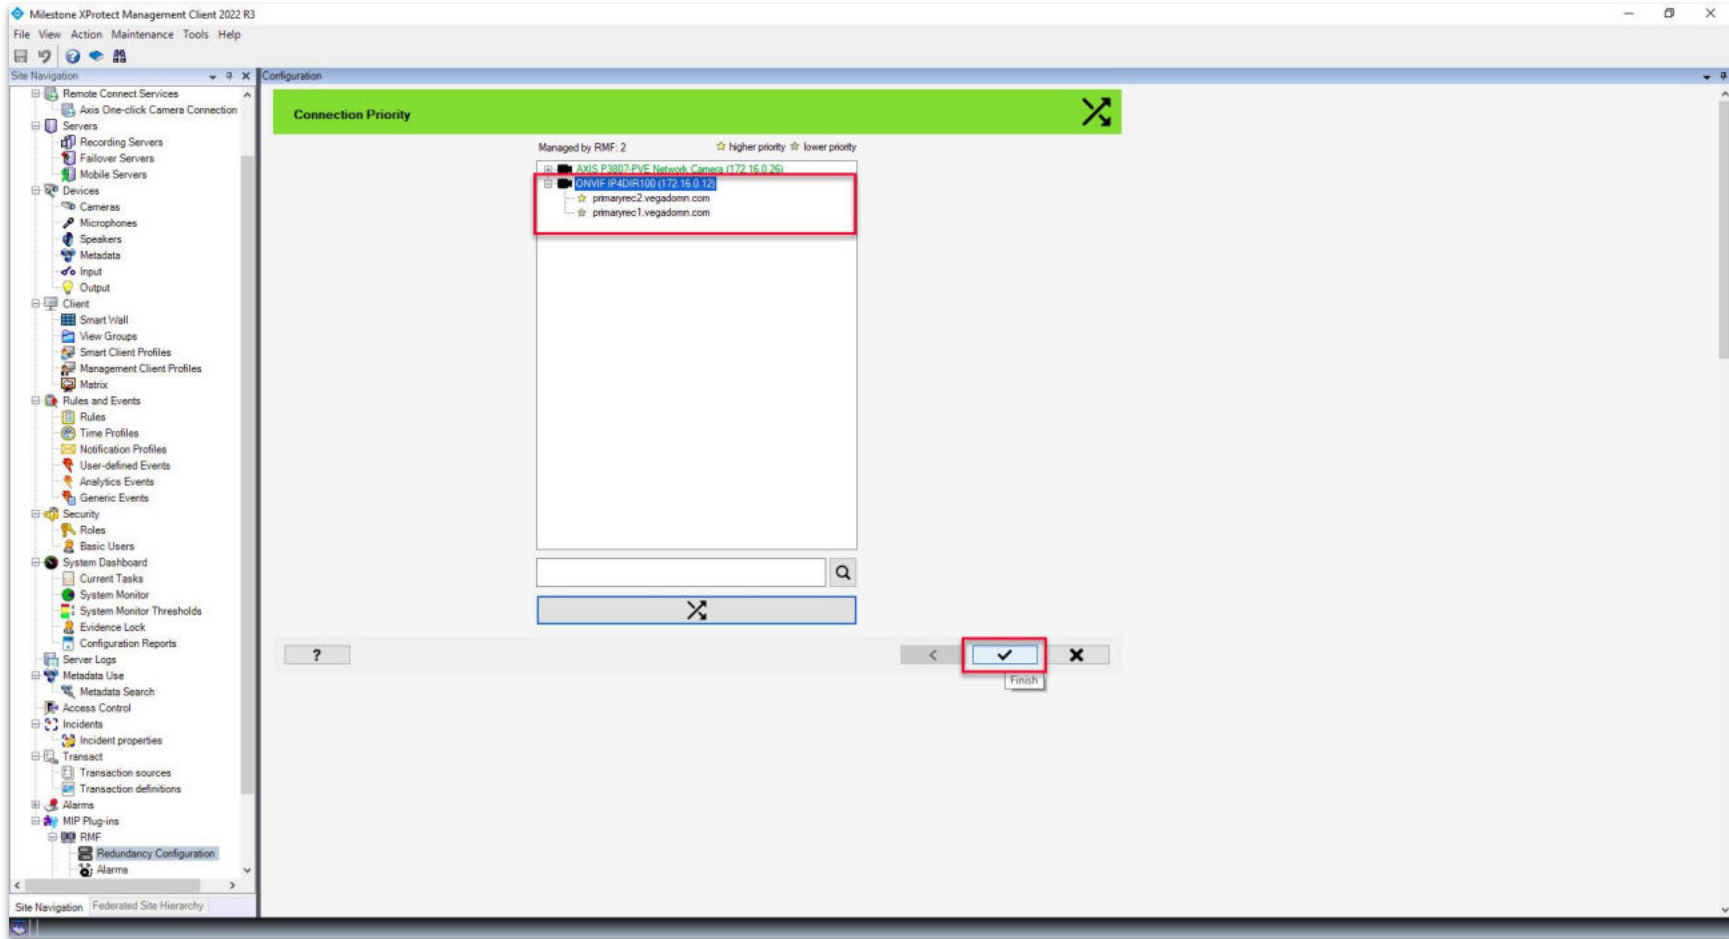 Milestone XProtect Management Client 2022 R3
File View Action Maintenance Tools Help
Site Navigation
Configuration
Remote Connect Services
Axis One-click Camera Connection
Servers
Recording Servers
Failover Servers
Mobile Servers
Devices
Cameras
Microphones
Speakers
Metadata
Input
Output
Client
Smart Wall
View Groups
Smart Client Profiles
Management Client Profiles
Matrix
Rules and Events
Rules
Time Profiles
Notification Profiles
User-defined Events
Analytics Events
Generic Events
Security
Roles
Basic Users
System Dashboard
Current Tasks
System Monitor
System Monitor Thresholds
Evidence Lock
Configuration Reports
Server Logs
Metadata Use
Metadata Search
Access Control
Incidents
Incident properties
Transact
Transaction sources
Transaction definitions
Alarms
MIP Plug-ins
RMF
Redundancy Configuration
Alarms
Site Navigation
Federated Site Hierarchy
Connection Priority
Managed by RMF: 2
higher priority
lower priority
AXIS P3807-PVE Network Camera (172.16.0.26)
ONVIF IP4DIR100 (172.16.0.12)
primaryrec2.vegadomn.com
primaryrec1.vegadomn.com
?
Finish